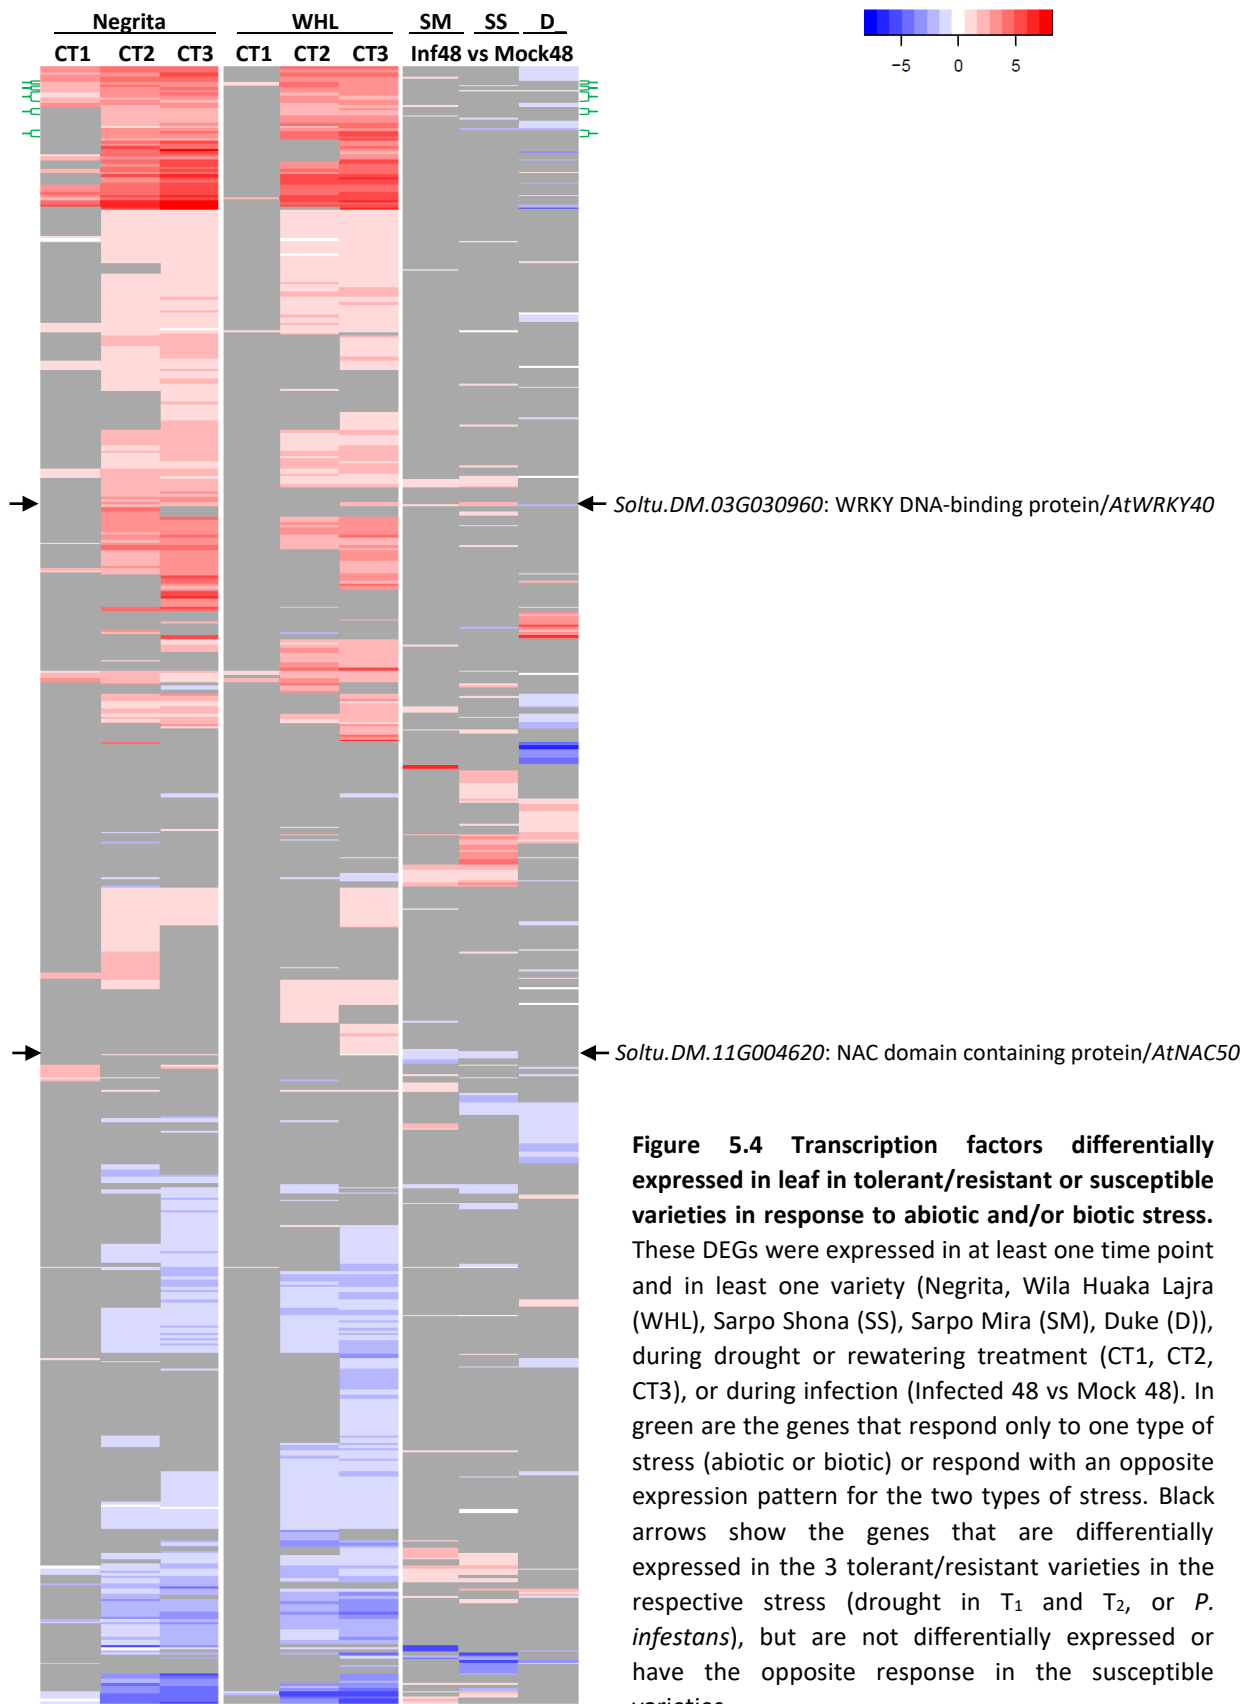 Negrita WHL SM SS D_
CT1 CT2 CT3 CT1 CT2 CT3 Inf48 vs Mock48
−5 0 5
Soltu.DM.03G030960: WRKY DNA-binding protein/AtWRKY40
Soltu.DM.11G004620: NAC domain containing protein/AtNAC50
Figure 5.4 Transcription factors differentially
expressed in leaf in tolerant/resistant or susceptible
varieties in response to abiotic and/or biotic stress.
These DEGs were expressed in at least one time point
and in least one variety (Negrita, Wila Huaka Lajra
(WHL), Sarpo Shona (SS), Sarpo Mira (SM), Duke (D)),
during drought or rewatering treatment (CT1, CT2,
CT3), or during infection (Infected 48 vs Mock 48). In
green are the genes that respond only to one type of
stress (abiotic or biotic) or respond with an opposite
expression pattern for the two types of stress. Black
arrows show the genes that are differentially
expressed in the 3 tolerant/resistant varieties in the
respective stress (drought in T₁ and T₂, or P.
infestans), but are not differentially expressed or
have the opposite response in the susceptible